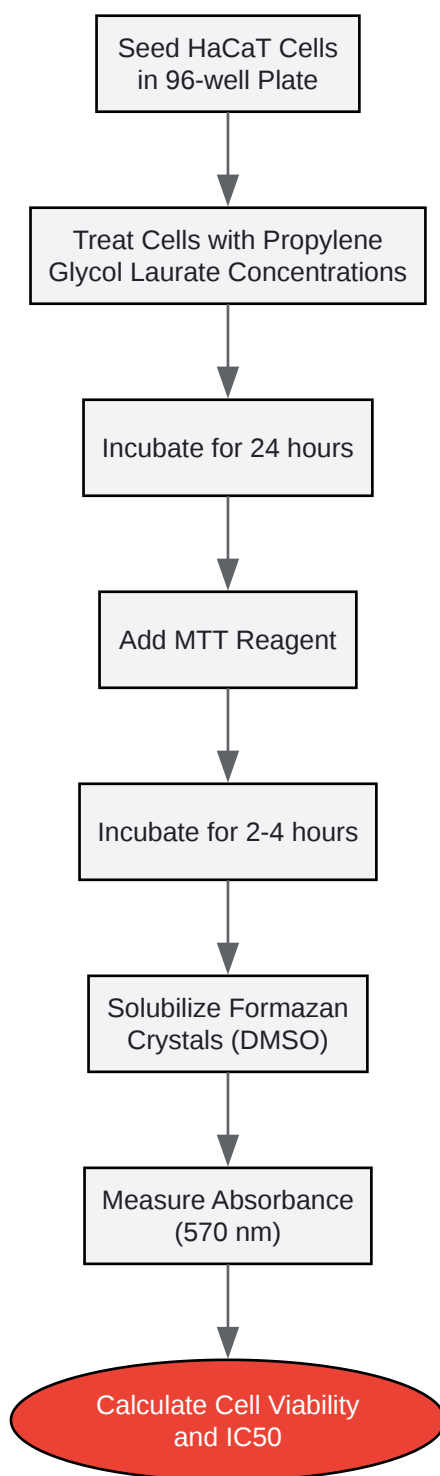 Seed HaCaT Cells
in 96-well Plate
Treat Cells with Propylene
Glycol Laurate Concentrations
Incubate for 24 hours
Add MTT Reagent
Incubate for 2-4 hours
Solubilize Formazan
Crystals (DMSO)
Measure Absorbance
(570 nm)
Calculate Cell Viability
and IC50